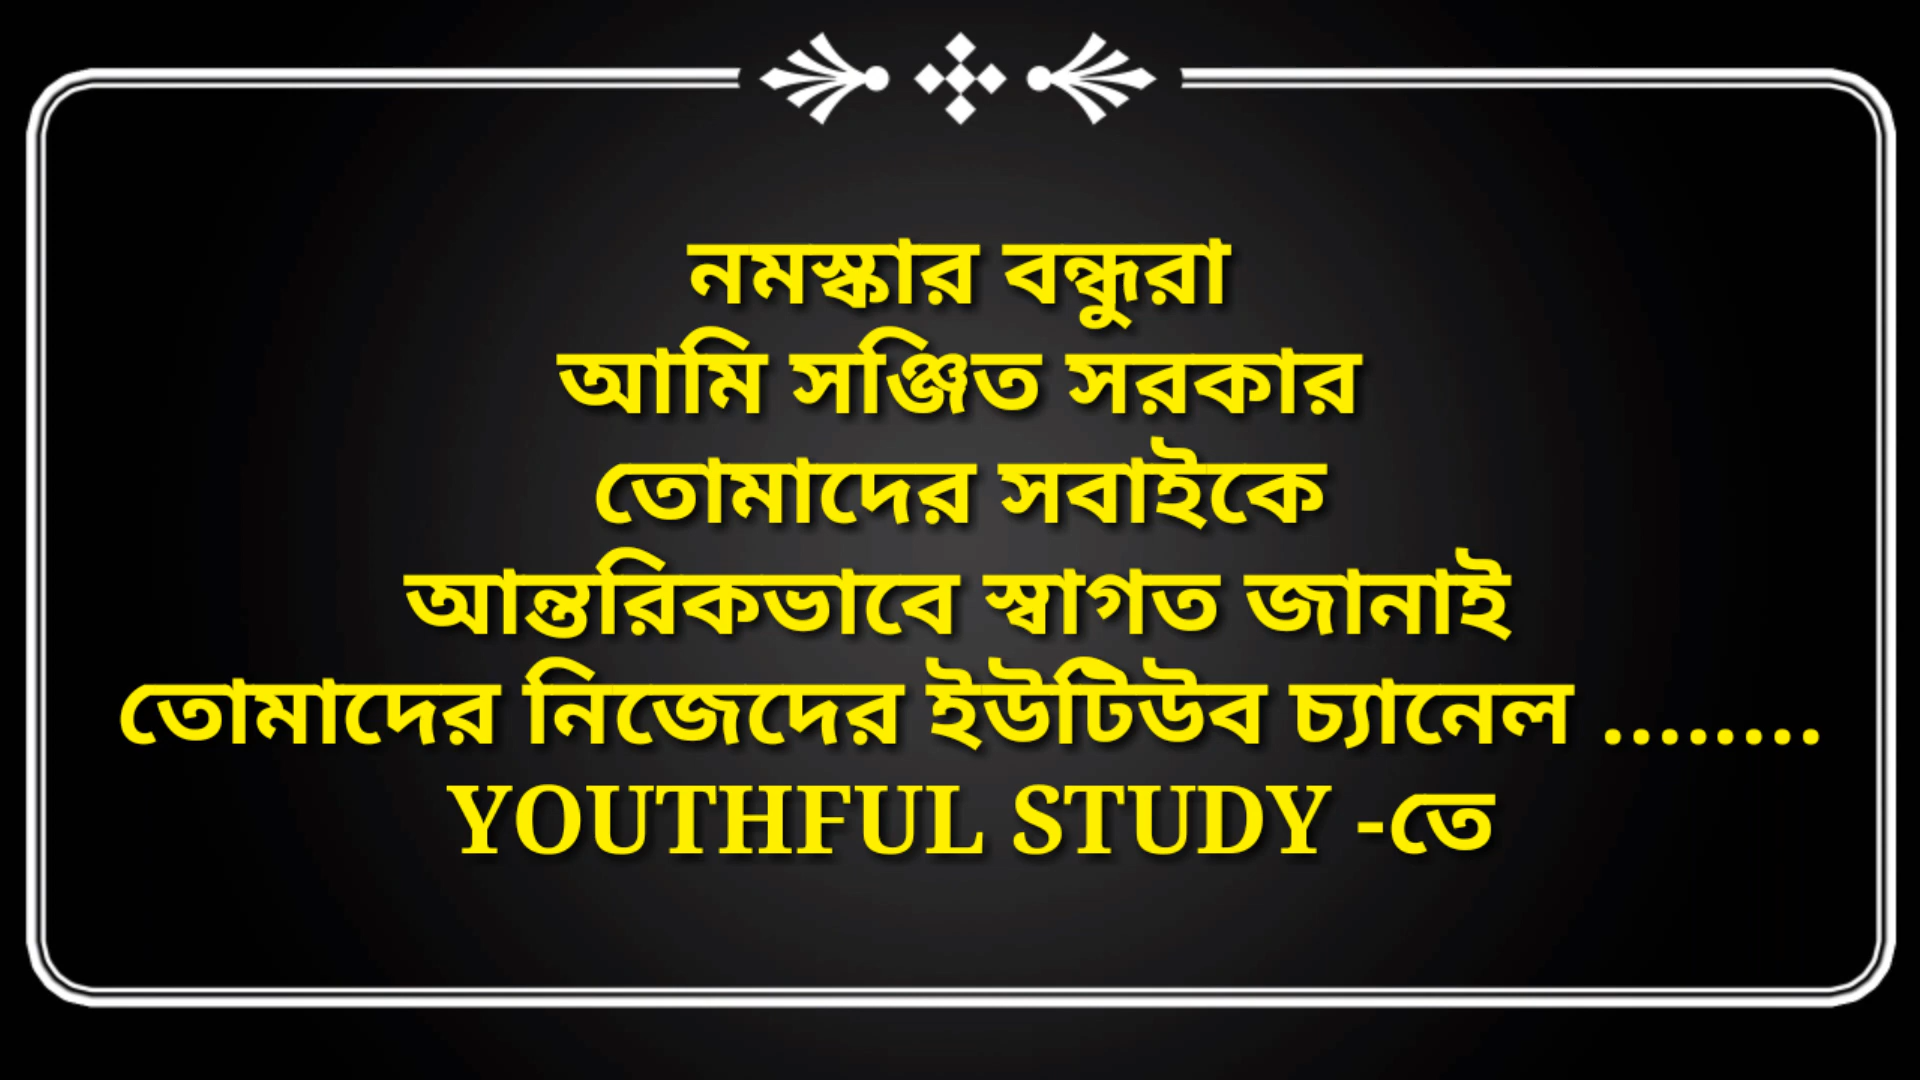 নমস্কার বন্ধুরা
আমি সঞ্জিত সরকার
তোমাদের সবাইকে
আন্তরিকভাবে স্বাগত জানাই
তোমাদের নিজেদের ইউটিউব চ্যানেল ........
YOUTHFUL STUDY -তে